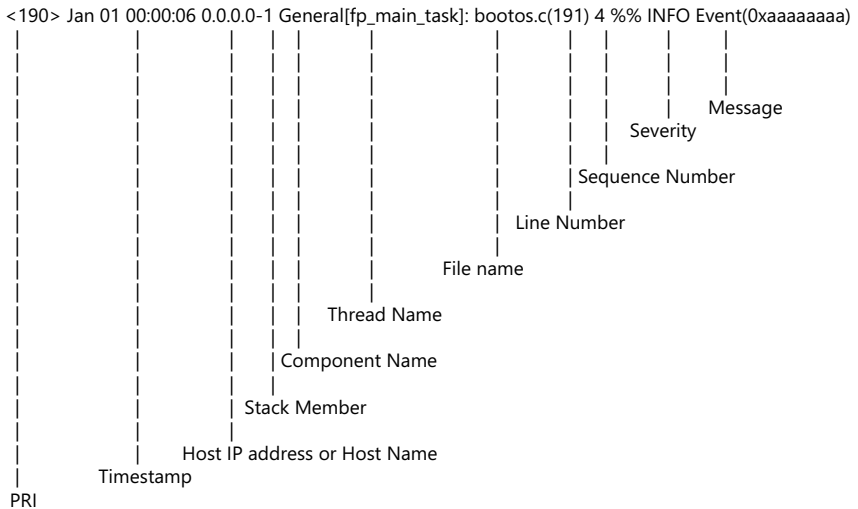 <190> Jan 01 00:00:06 0.0.0.0-1 General[fp_main_task]: bootos.c(191) 4 %% INFO Event(0xaaaaaaaa)
Message
Severity
Sequence Number
Line Number
File name
Thread Name
Component Name
Stack Member
Host IP address or Host Name
Timestamp
PRI